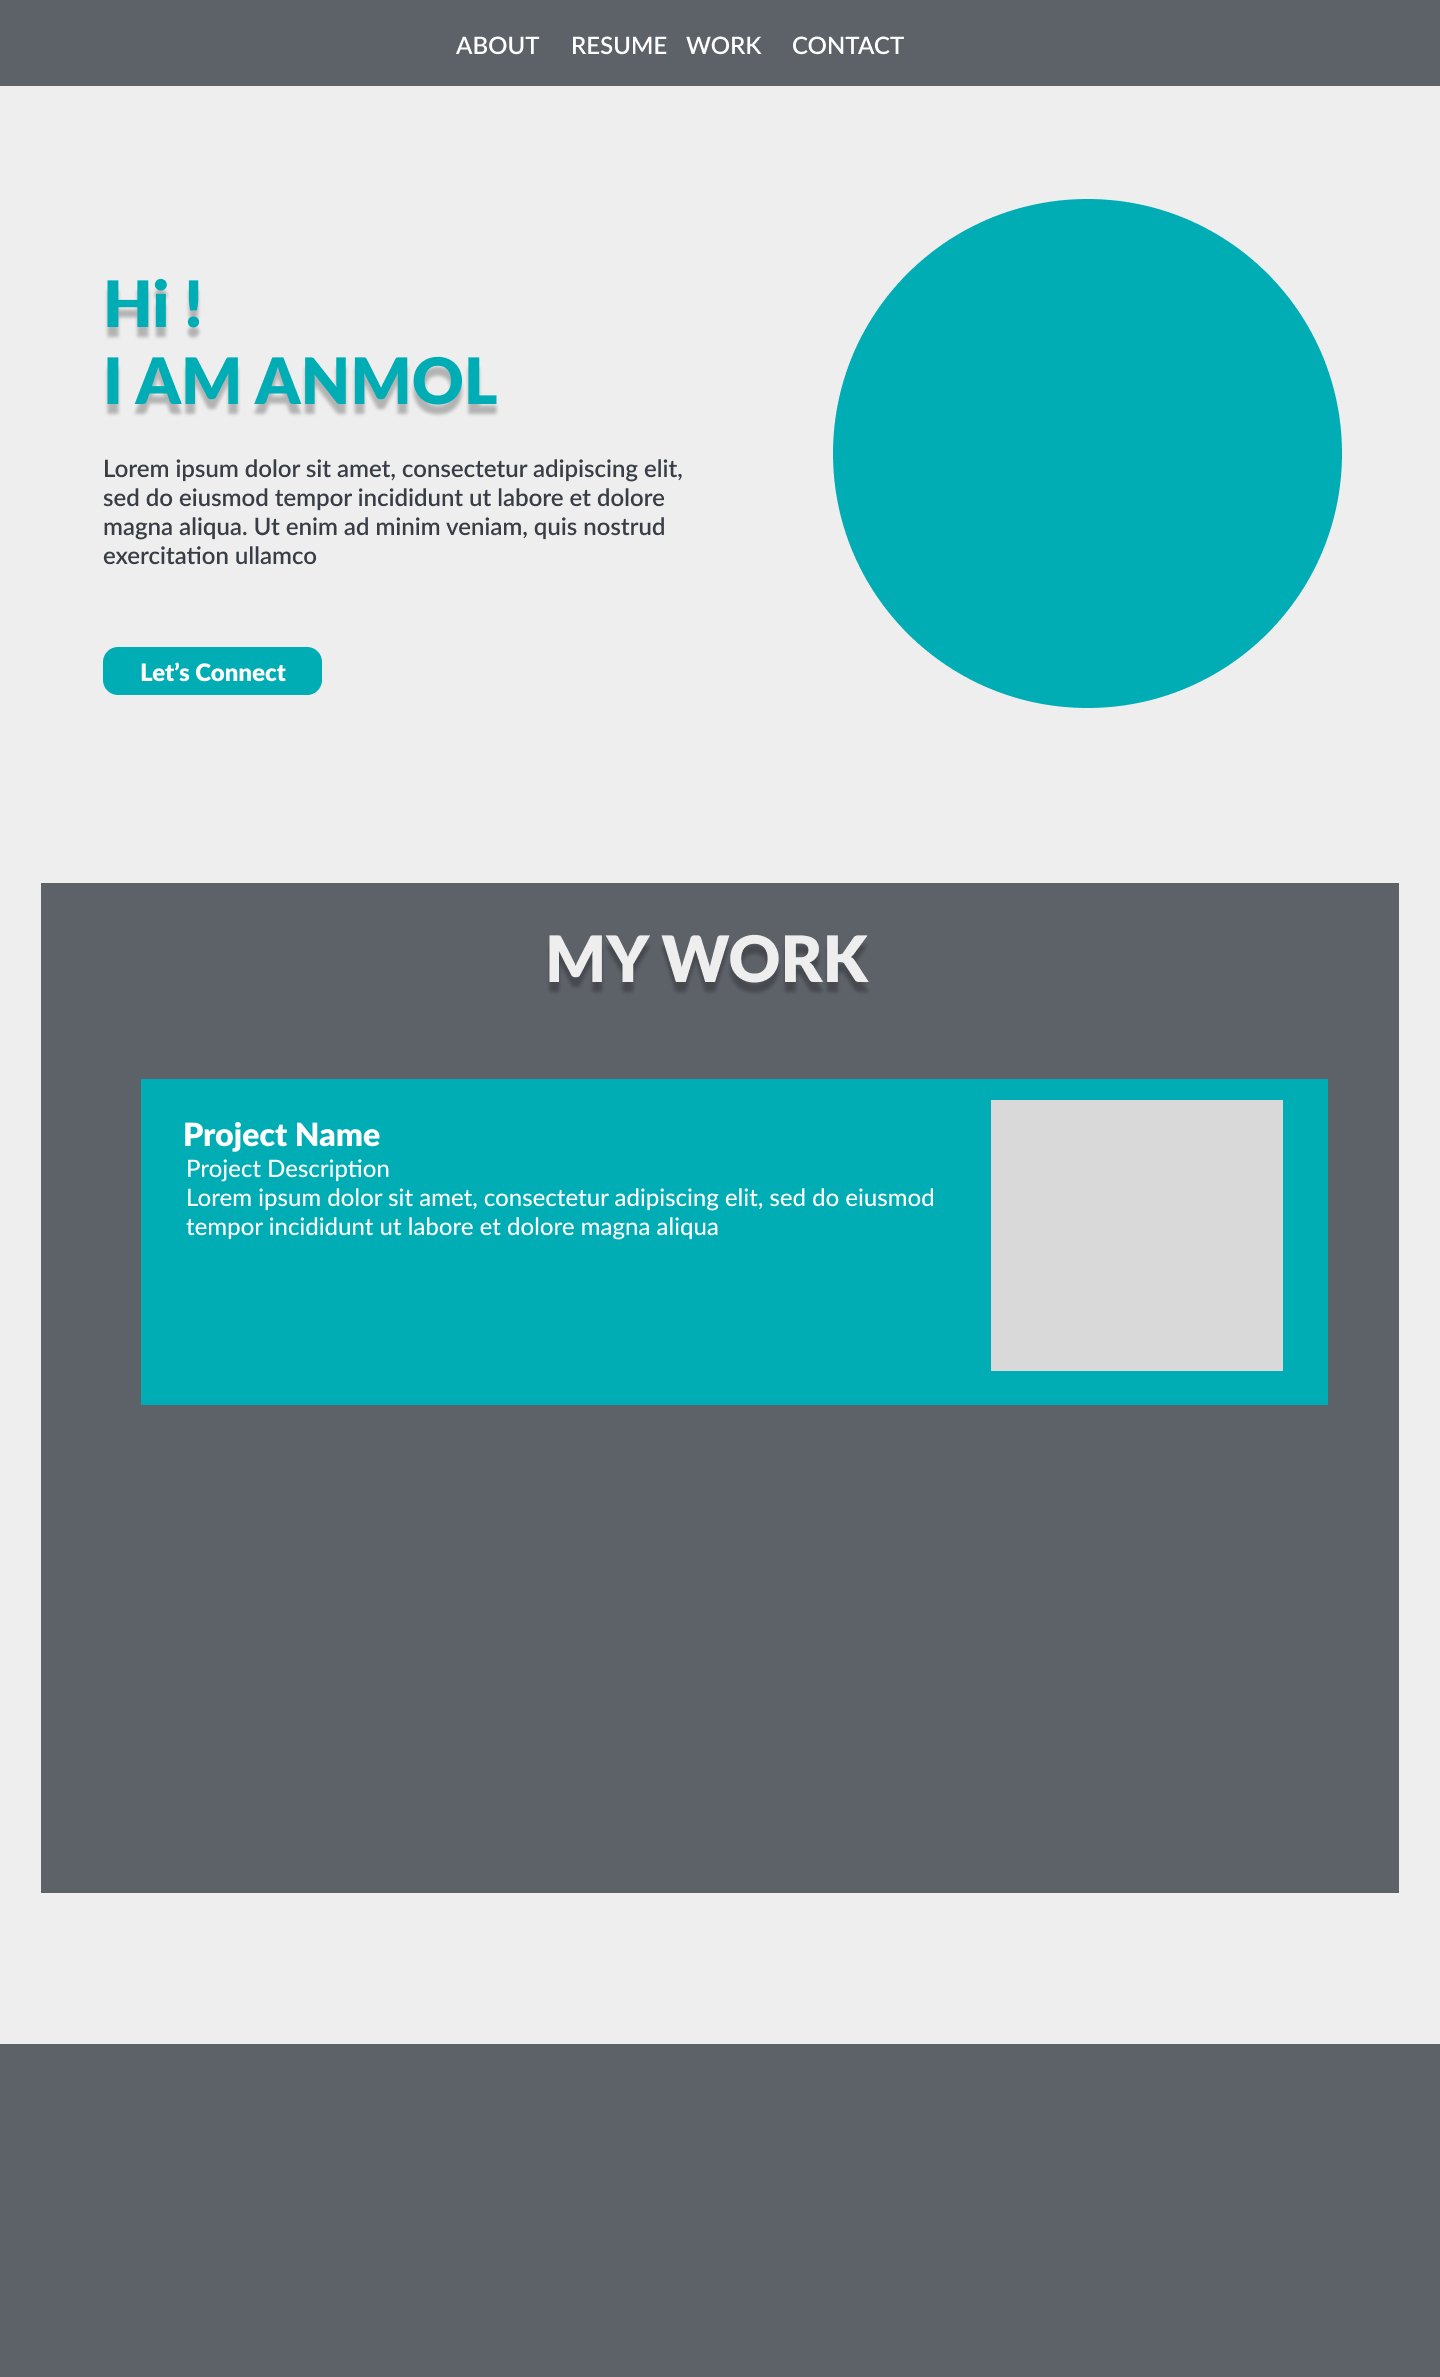 ABOUT RESUME WORK CONTACT
Hi !
I AM ANMOL
Lorem ipsum dolor sit amet, consectetur adipiscing elit,
sed do eiusmod tempor incididunt ut labore et dolore
magna aliqua. Ut enim ad minim veniam, quis nostrud
exercitation ullamco
Let’s Connect
MY WORK
Project Name
Project Description
Lorem ipsum dolor sit amet, consectetur adipiscing elit, sed do eiusmod
tempor incididunt ut labore et dolore magna aliqua